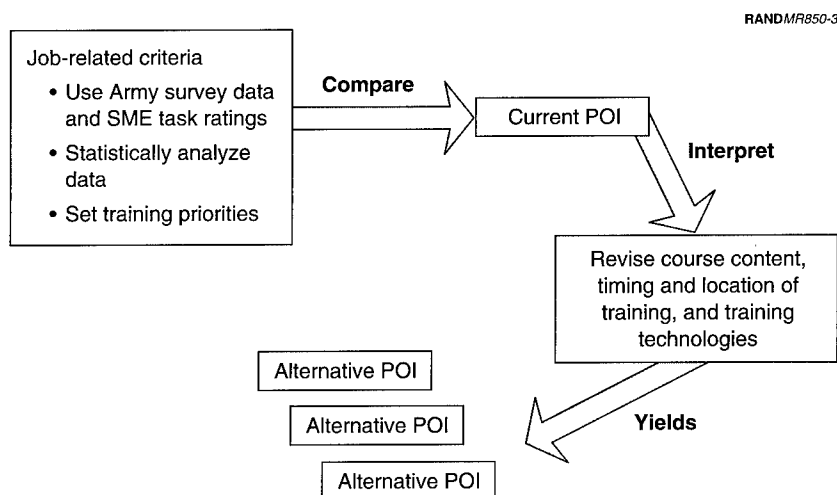 RANDMR850-3
Job-related criteria
• Use Army survey data
and SME task ratings
• Statistically analyze
data
• Set training priorities
Compare
Current POI
Interpret
Revise course content,
timing and location of
training, and training
technologies
Yields
Alternative POI
Alternative POI
Alternative POI